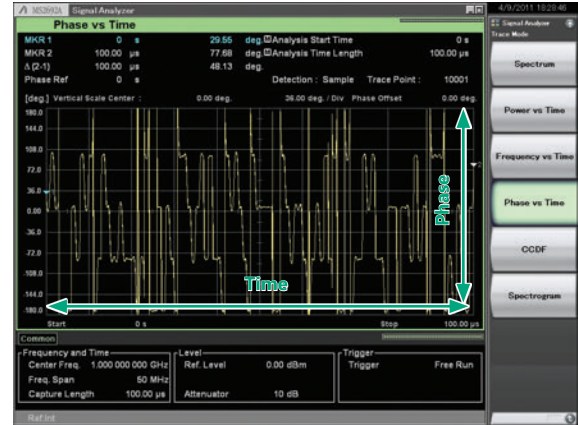 MS2692A Signal Analyzer
4/9/2011 18:28:46
Phase vs Time
MKR 1 0 s 29.55 deg. Analysis Start Time 0 s
MKR 2 100.00 µs 77.68 deg. Analysis Time Length 100.00 µs
Δ (2-1) 100.00 µs 48.13 deg.
Phase Ref 0 s Detection : Sample Trace Point : 10001
[deg.] Vertical Scale Center : 0.00 deg. 36.00 deg. / Div Phase Offset 0.00 deg.
180.0
144.0
108.0
72.0
36.0
0.00
-36.0
-72.0
-108.0
-144.0
-180.0
2
Phase
Time
Start 0 s Stop 100.00 µs
Common
Frequency and Time
Center Freq. 1.000 000 000 GHz
Freq. Span 50 MHz
Capture Length 100.00 µs
Level
Ref. Level 0.00 dBm
Attenuator 10 dB
Trigger
Trigger Free Run
Ref.Int
Signal Analyzer
Trace Mode
Spectrum
Power vs Time
Frequency vs Time
Phase vs Time
CCDF
Spectrogram